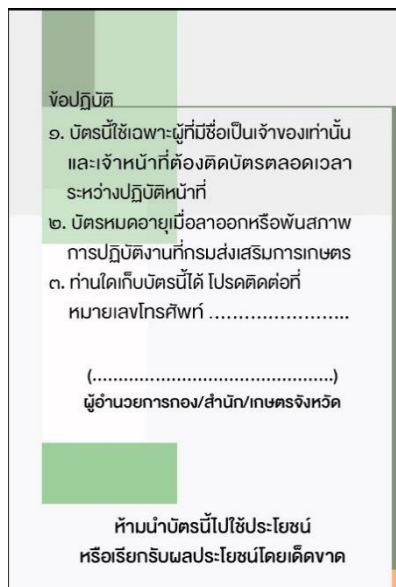 ข้อปฏิบัติ
๑. บัตรนี้ใช้เฉพาะผู้ที่มีชื่อเป็นเจ้าของเท่านั้น
และเจ้าหน้าที่ต้องติดบัตรตลอดเวลา
ระหว่างปฏิบัติหน้าที่
๒. บัตรหมดอายุเมื่อลาออกหรือพ้นสภาพ
การปฏิบัติงานที่กรมส่งเสริมการเกษตร
๓. ท่านใดเก็บบัตรนี้ได้ โปรดติดต่อที่
หมายเลขโทรศัพท์ ........................
(..............................................)
ผู้อำนวยการกอง/สำนัก/เกษตรจังหวัด
ห้ามนำบัตรนี้ไปใช้ประโยชน์
หรือเรียกรับผลประโยชน์โดยเด็ดขาด